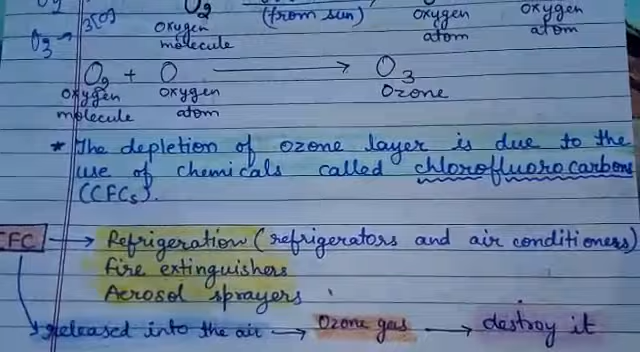 O2 (from sun) oxygen oxygen
O3 → 3(O) oxygen atom atom
molecule
O2 + O → O3
oxygen oxygen Ozone
molecule atom
* The depletion of ozone layer is due to the
use of chemicals called chlorofluorocarbons
(CFCs).
CFC → Refrigeration (refrigerators and air conditioners)
Fire extinguishers
Aerosol sprayers
released into the air → Ozone gas → destroy it